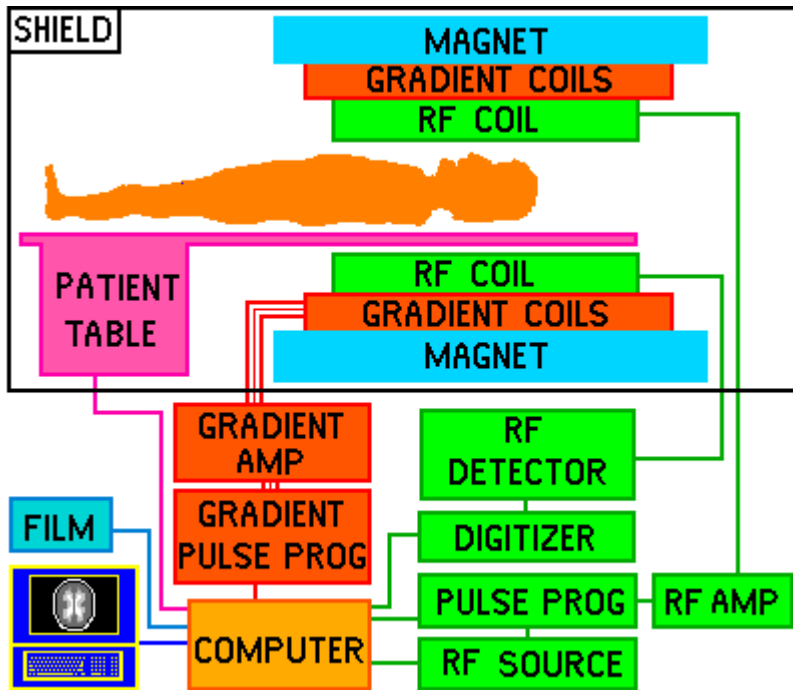 SHIELD
MAGNET
GRADIENT COILS
RF COIL
RF COIL
GRADIENT COILS
MAGNET
PATIENT
TABLE
GRADIENT
AMP
RF
DETECTOR
FILM
GRADIENT
PULSE PROG
DIGITIZER
PULSE PROG
RF AMP
COMPUTER
RF SOURCE